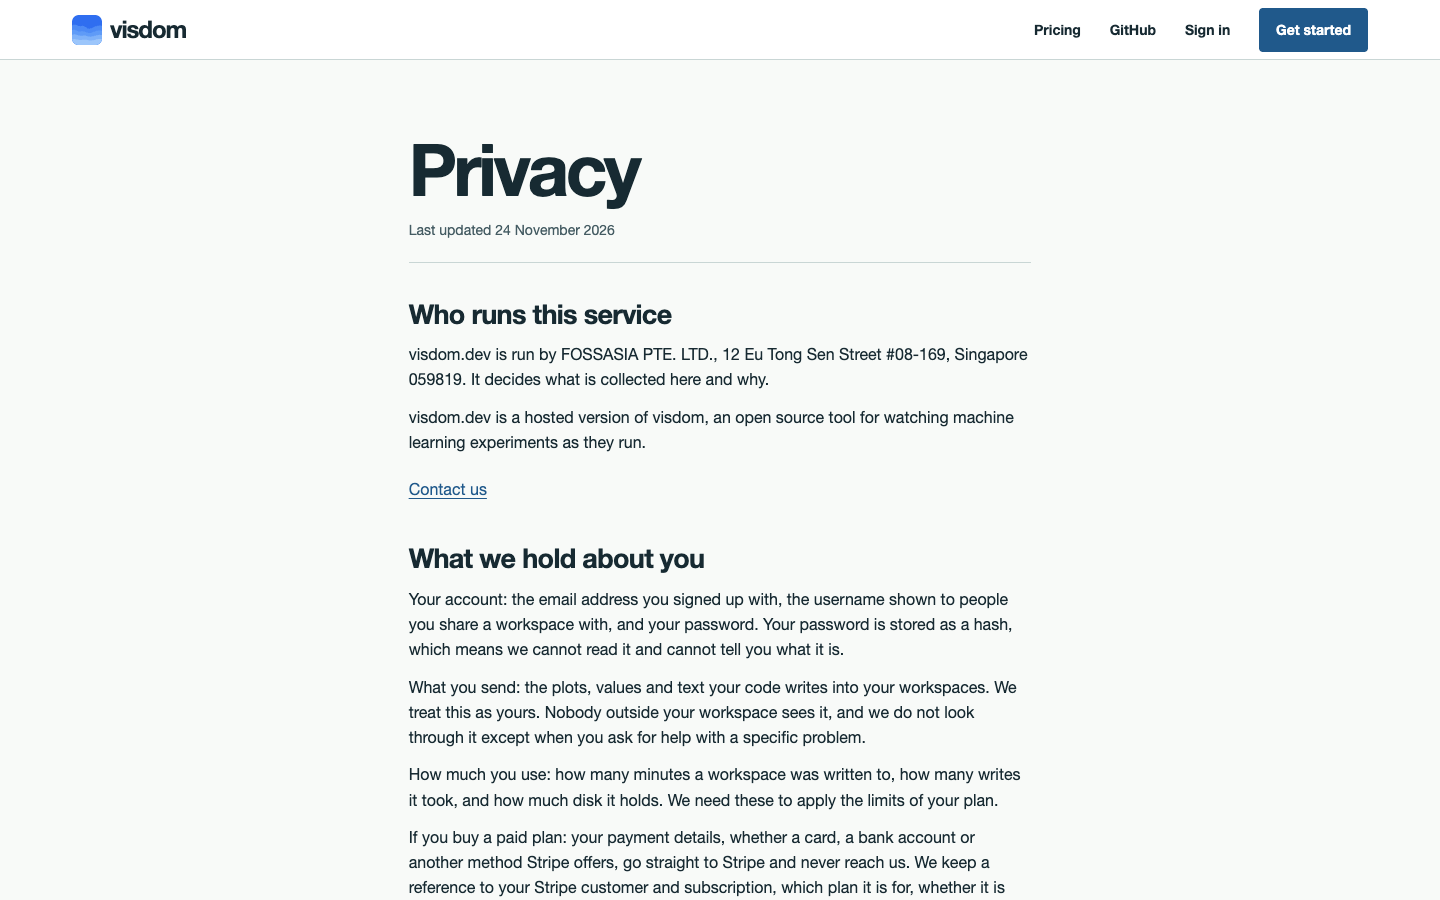 visdom
Pricing
GitHub
Sign in
Get started
Privacy
Last updated 24 November 2026
Who runs this service
visdom.dev is run by FOSSASIA PTE. LTD., 12 Eu Tong Sen Street #08-169, Singapore
059819. It decides what is collected here and why.
visdom.dev is a hosted version of visdom, an open source tool for watching machine
learning experiments as they run.
Contact us
What we hold about you
Your account: the email address you signed up with, the username shown to people
you share a workspace with, and your password. Your password is stored as a hash,
which means we cannot read it and cannot tell you what it is.
What you send: the plots, values and text your code writes into your workspaces. We
treat this as yours. Nobody outside your workspace sees it, and we do not look
through it except when you ask for help with a specific problem.
How much you use: how many minutes a workspace was written to, how many writes
it took, and how much disk it holds. We need these to apply the limits of your plan.
If you buy a paid plan: your payment details, whether a card, a bank account or
another method Stripe offers, go straight to Stripe and never reach us. We keep a
reference to your Stripe customer and subscription, which plan it is for, whether it is